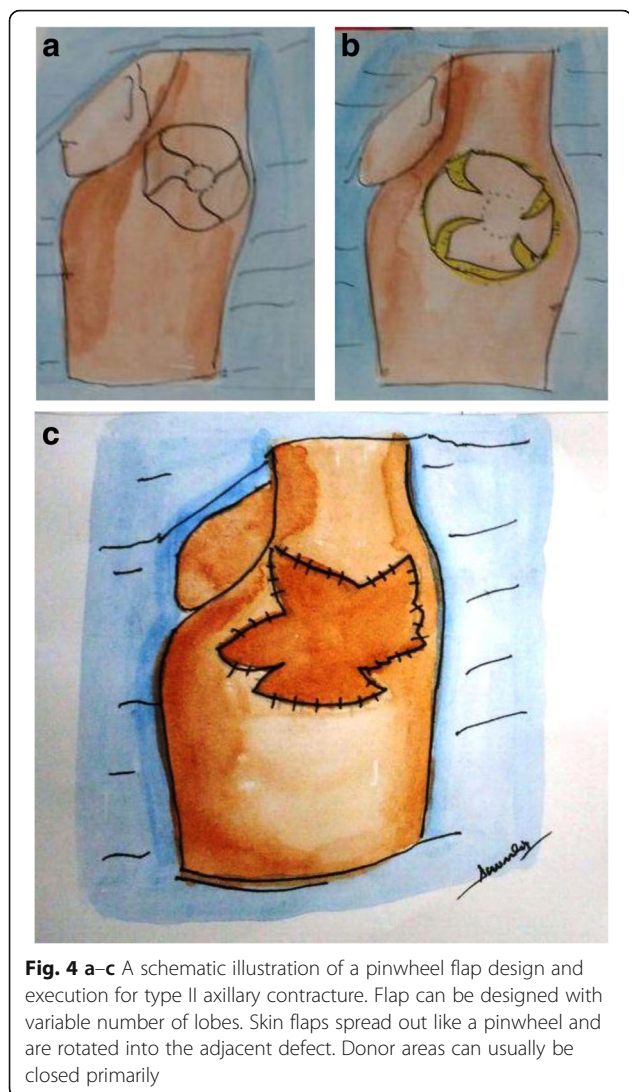 a
b
c
Fig. 4 a–c A schematic illustration of a pinwheel flap design and
execution for type II axillary contracture. Flap can be designed with
variable number of lobes. Skin flaps spread out like a pinwheel and
are rotated into the adjacent defect. Donor areas can usually be
closed primarily